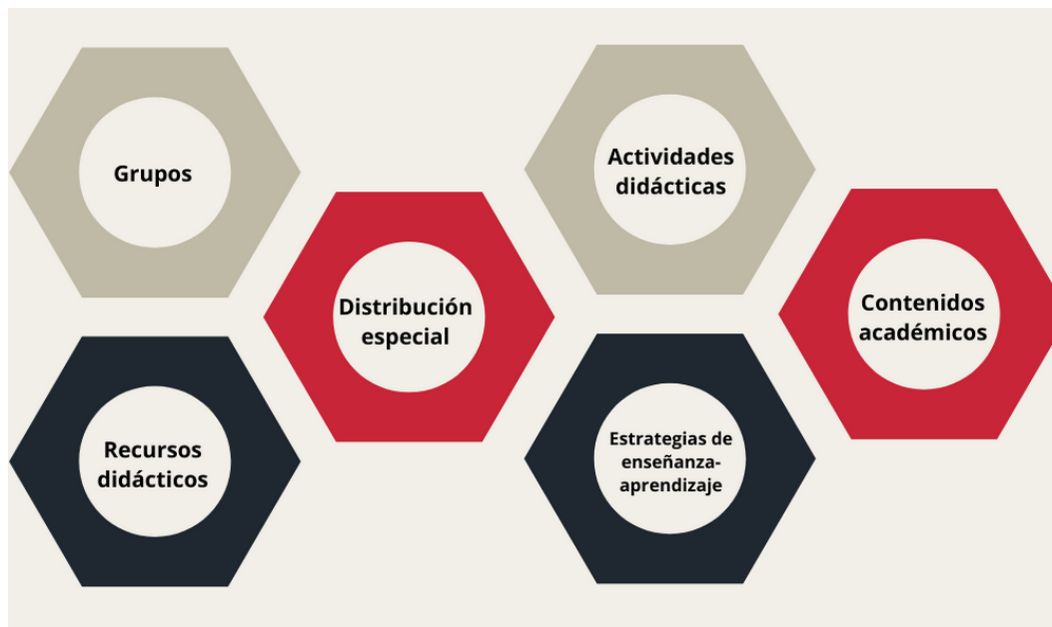 Grupos
Actividades
didácticas
Distribución
especial
Contenidos
académicos
Recursos
didácticos
Estrategias de
enseñanza-
aprendizaje